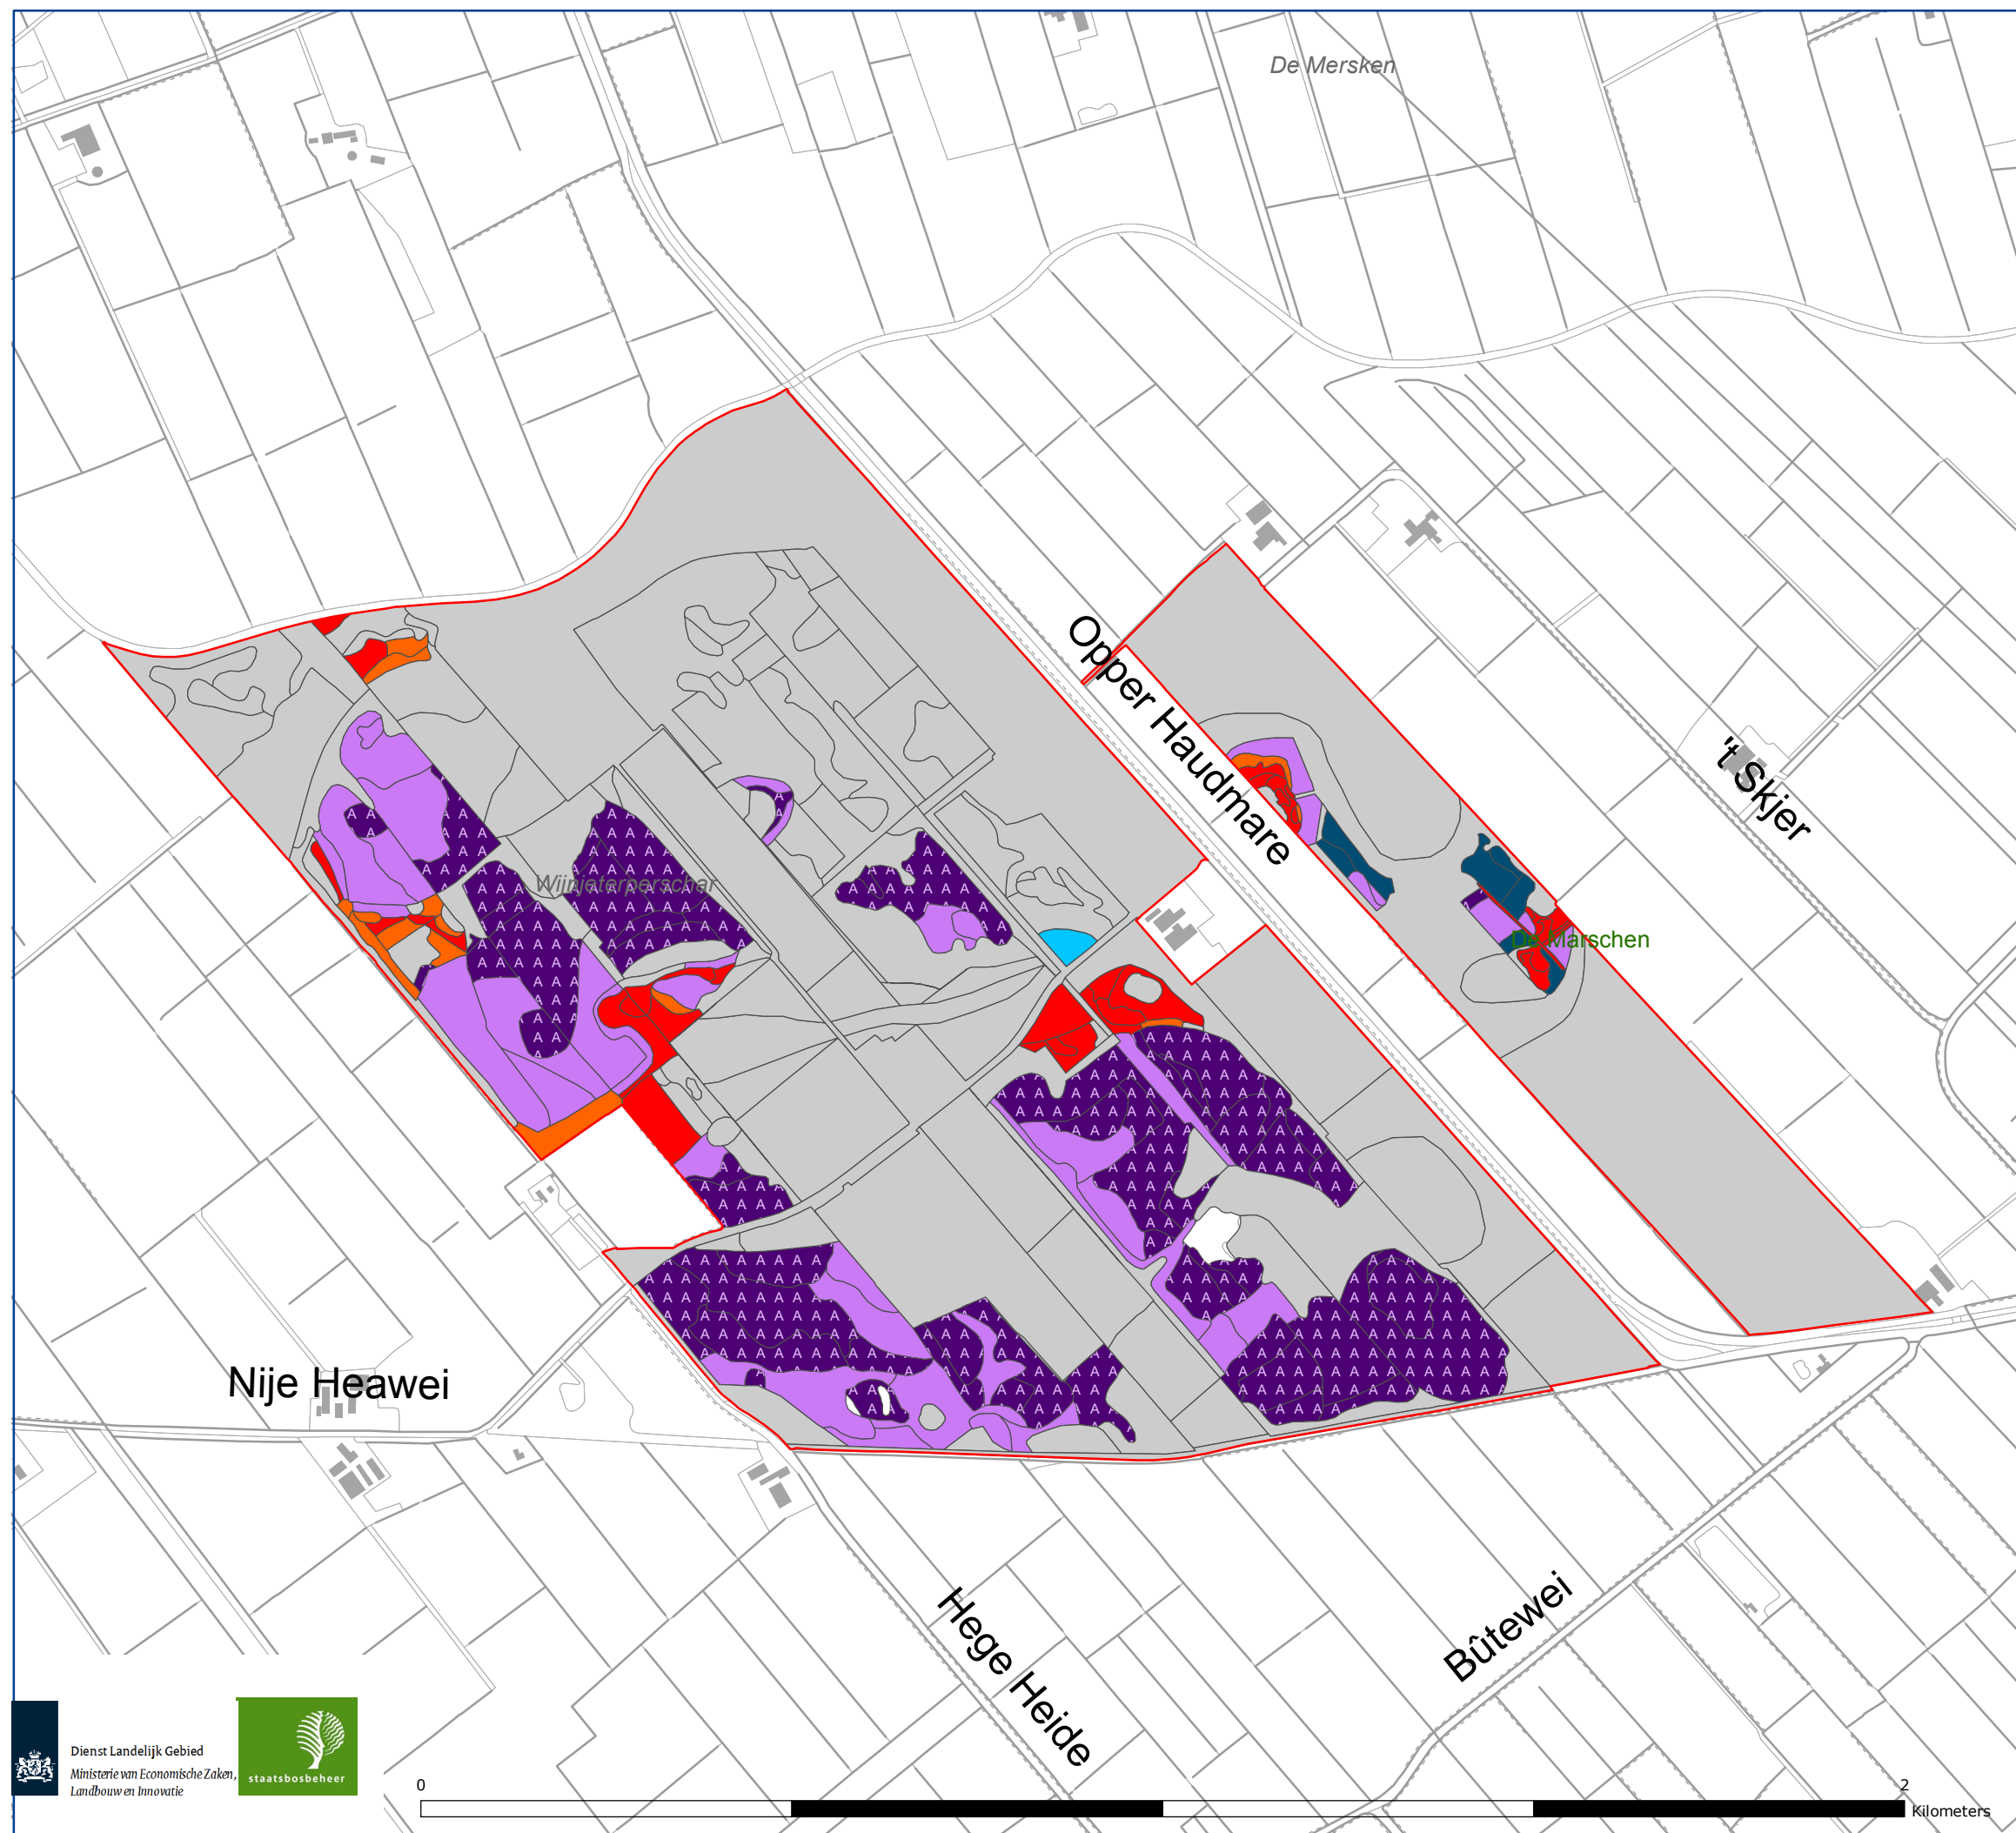 De Mersken
Opper Haudmare
't Skjer
Wijnjeterperschar
De Marschen
Nije Heawei
Hege Heide
Bûtewei
Dienst Landelijk Gebied
Ministerie van Economische Zaken,
Landbouw en Innovatie
staatsbosbeheer
0
2
Kilometers